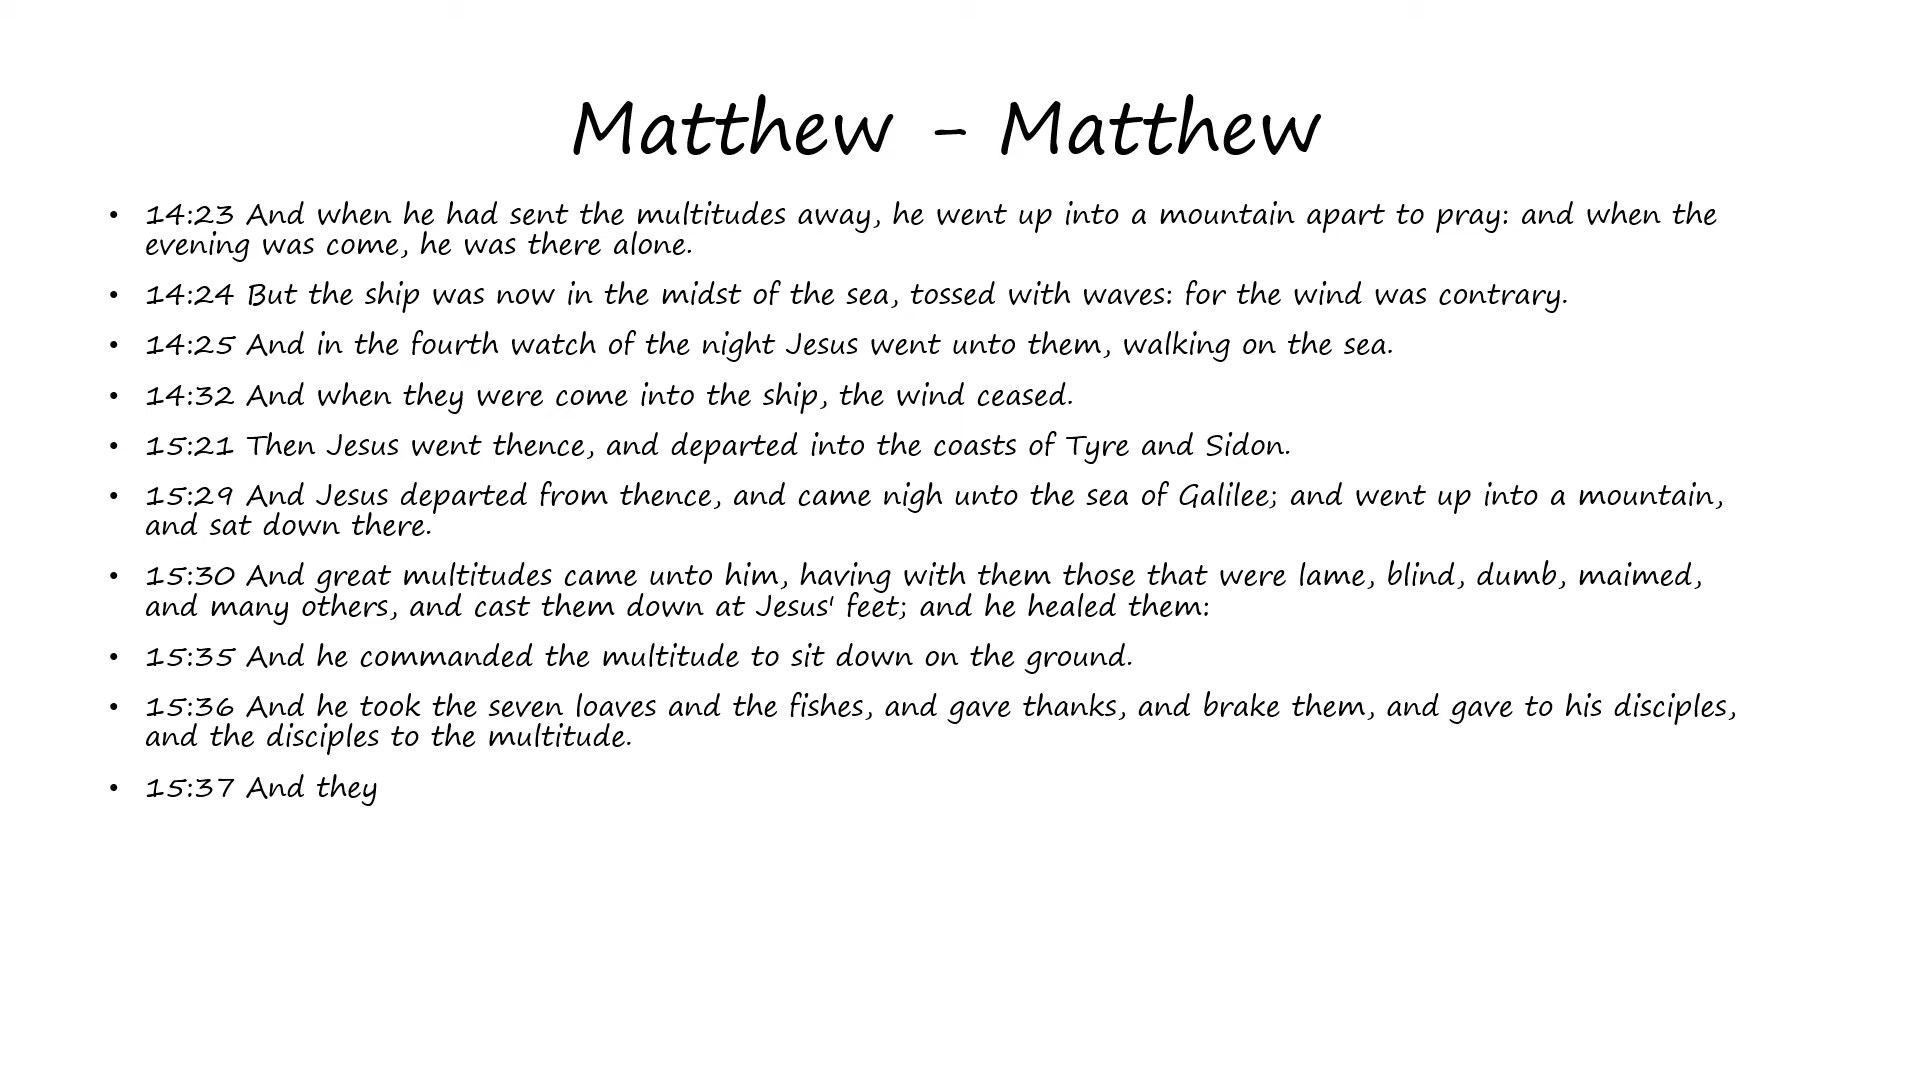 Matthew - Matthew
• 14:23 And when he had sent the multitudes away, he went up into a mountain apart to pray: and when the
evening was come, he was there alone.
• 14:24 But the ship was now in the midst of the sea, tossed with waves: for the wind was contrary.
• 14:25 And in the fourth watch of the night Jesus went unto them, walking on the sea.
• 14:32 And when they were come into the ship, the wind ceased.
• 15:21 Then Jesus went thence, and departed into the coasts of Tyre and Sidon.
• 15:29 And Jesus departed from thence, and came nigh unto the sea of Galilee; and went up into a mountain,
and sat down there.
• 15:30 And great multitudes came unto him, having with them those that were lame, blind, dumb, maimed,
and many others, and cast them down at Jesus' feet; and he healed them:
• 15:35 And he commanded the multitude to sit down on the ground.
• 15:36 And he took the seven loaves and the fishes, and gave thanks, and brake them, and gave to his disciples,
and the disciples to the multitude.
• 15:37 And they